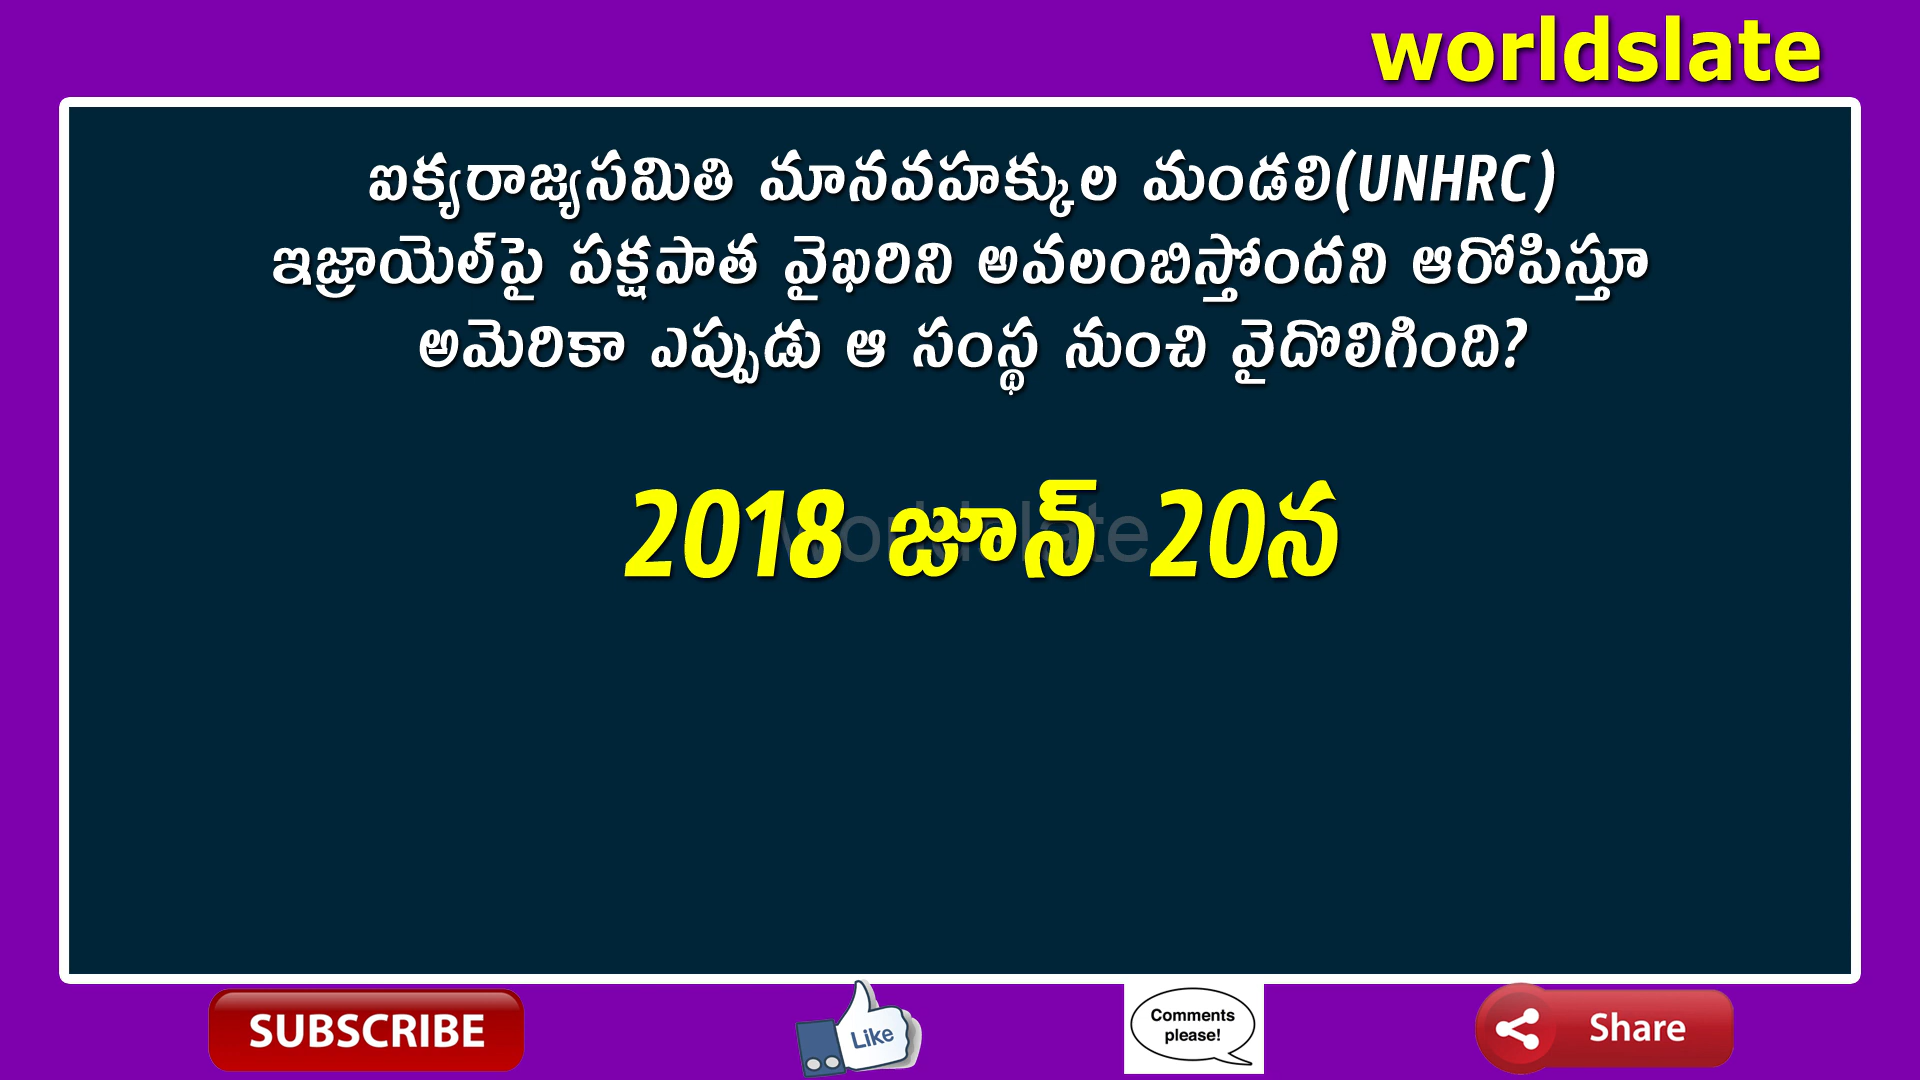 worldslate
ఐక్యరాజ్యసమితి మానవహక్కుల మండలి(UNHRC)
ఇజ్రాయెల్‌పై పక్షపాత వైఖరిని అవలంబిస్తోందని ఆరోపిస్తూ
అమెరికా ఎప్పుడు ఆ సంస్థ నుంచి వైదొలిగింది?
2018 జూన్ 20న
worldslate
SUBSCRIBE
Like
Comments
please!
Share